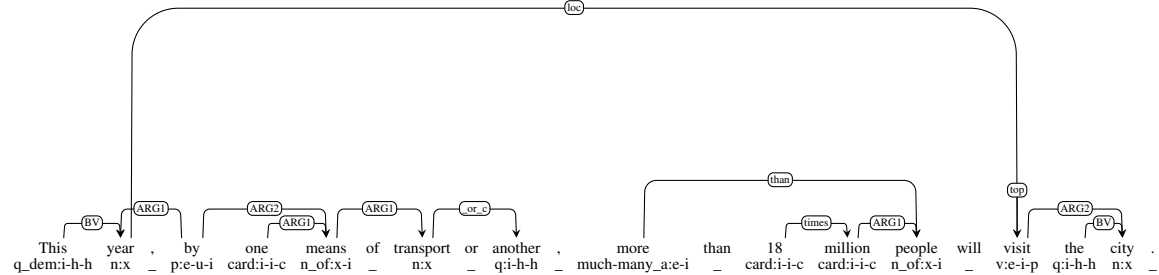 loc
than
top
BV ARG1 ARG2 ARG1 ARG1 _or_c times ARG1 ARG2 BV
This year , by one means of transport or another , more than 18 million people will visit the city .
q_dem:i-h-h n:x _ p:e-u-i card:i-i-c n_of:x-i _ n:x _ q:i-h-h _ much-many_a:e-i _ card:i-i-c card:i-i-c n_of:x-i _ v:e-i-p q:i-h-h n:x _